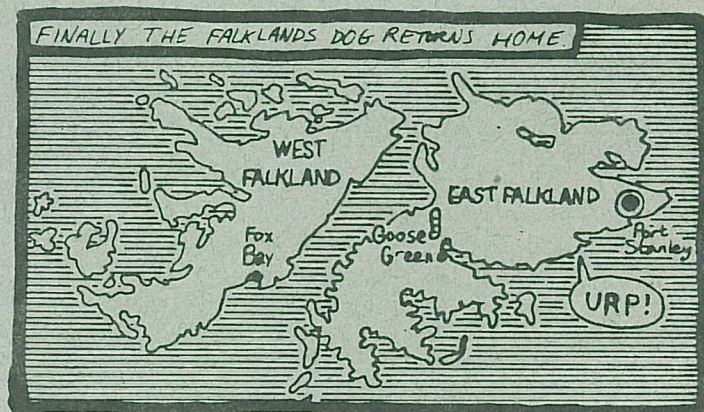 FINALLY THE FALKLANDS DOG RETURNS HOME.
WEST
FALKLAND
EAST FALKLAND
Fox
Bay
Goose
Green
Port
Stanley
URP!